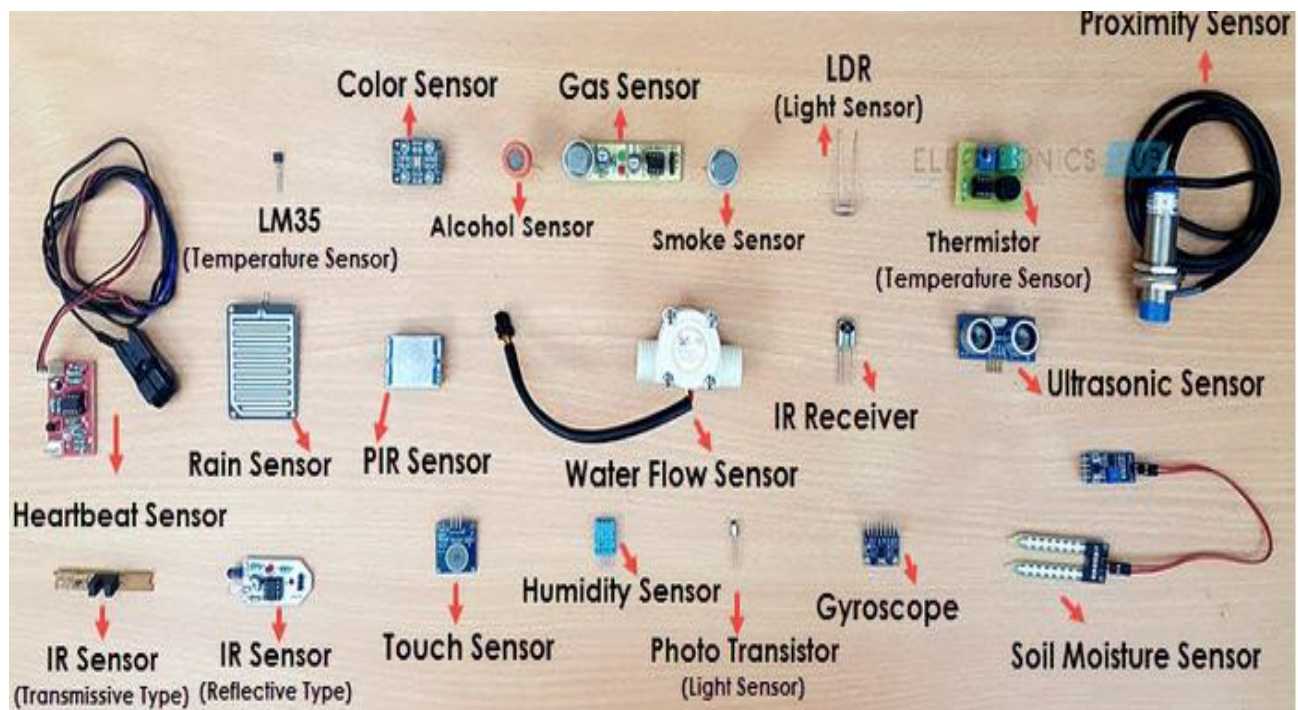 Proximity Sensor
Color Sensor
Gas Sensor
LDR
(Light Sensor)
ELECTRONICS HUB
LM35
(Temperature Sensor)
Alcohol Sensor
Smoke Sensor
Thermistor
(Temperature Sensor)
Rain Sensor
PIR Sensor
Water Flow Sensor
IR Receiver
Ultrasonic Sensor
Heartbeat Sensor
IR Sensor
(Transmissive Type)
IR Sensor
(Reflective Type)
Touch Sensor
Humidity Sensor
Photo Transistor
(Light Sensor)
Gyroscope
Soil Moisture Sensor